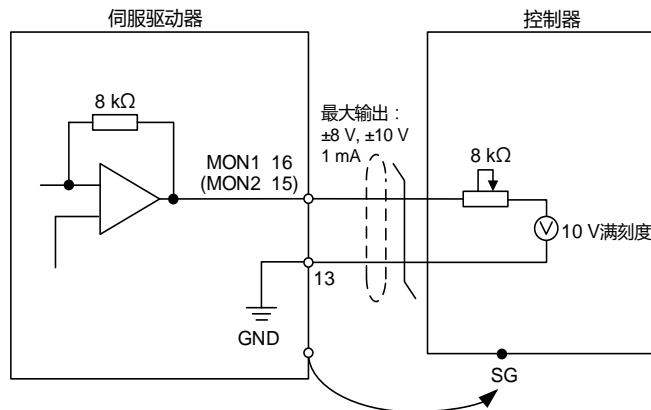 伺服驱动器
控制器
8 kΩ
最大输出：
±8 V, ±10 V
1 mA
MON1 16
(MON2 15)
8 kΩ
10 V满刻度
13
GND
SG